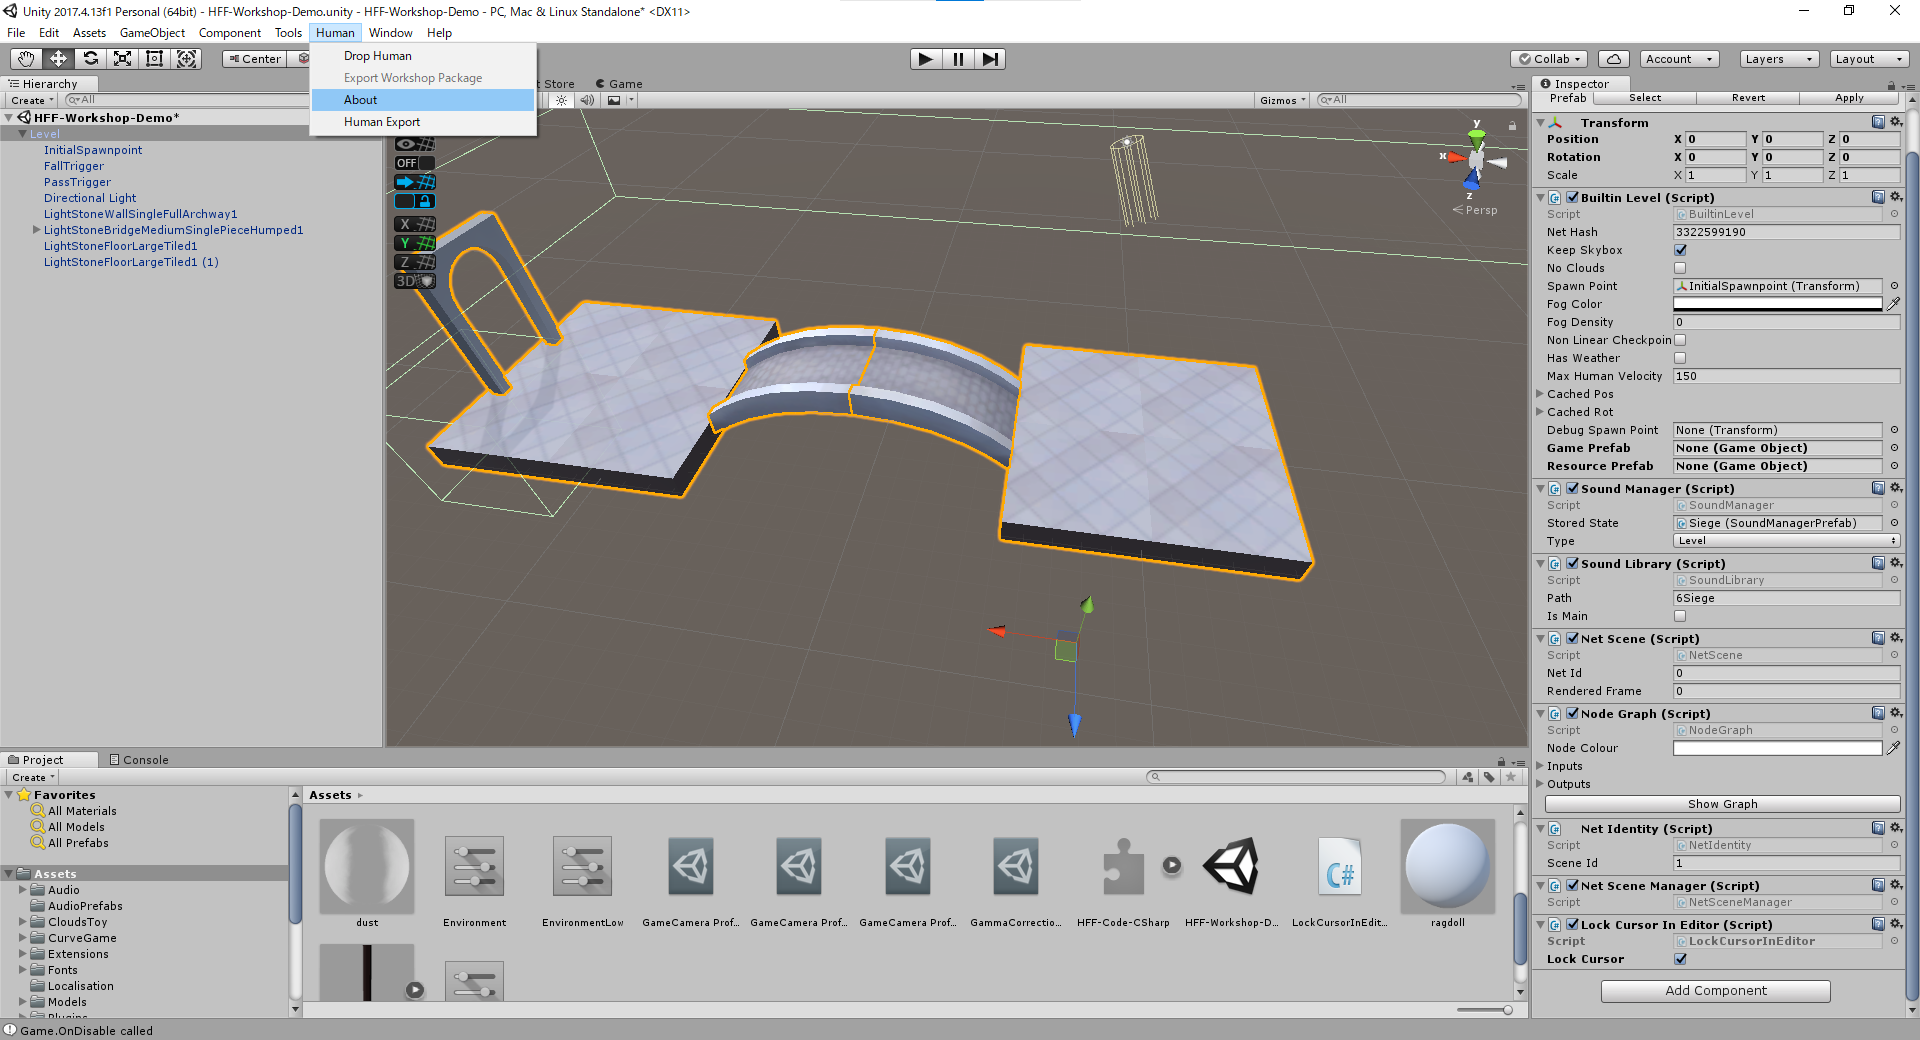 Unity 2017.4.13f1 Personal (64bit) - HFF-Workshop-Demo.unity - HFF-Workshop-Demo - PC, Mac & Linux Standalone* <DX11>
File Edit Assets GameObject Component Tools Human Window Help
Drop Human
Export Workshop Package
About
Human Export
Center
Collab
Account
Layers
Layout
Hierarchy
Create
All
HFF-Workshop-Demo*
Level
InitialSpawnpoint
FallTrigger
PassTrigger
Directional Light
LightStoneWallSingleFullArchway1
LightStoneBridgeMediumSinglePieceHumped1
LightStoneFloorLargeTiled1
LightStoneFloorLargeTiled1 (1)
t Store
Game
Gizmos
All
OFF
X
Y
Z
3D
y
x
z
Persp
Inspector
Prefab Select Revert Apply
Transform
Position X 0 Y 0 Z 0
Rotation X 0 Y 0 Z 0
Scale X 1 Y 1 Z 1
Builtin Level (Script)
Script BuiltinLevel
Net Hash 3322599190
Keep Skybox
No Clouds
Spawn Point InitialSpawnpoint (Transform)
Fog Color
Fog Density 0
Non Linear Checkpoin
Has Weather
Max Human Velocity 150
Cached Pos
Cached Rot
Debug Spawn Point None (Transform)
Game Prefab None (Game Object)
Resource Prefab None (Game Object)
Sound Manager (Script)
Script SoundManager
Stored State Siege (SoundManagerPrefab)
Type Level
Sound Library (Script)
Script SoundLibrary
Path 6Siege
Is Main
Net Scene (Script)
Script NetScene
Net Id 0
Rendered Frame 0
Node Graph (Script)
Script NodeGraph
Node Colour
Inputs
Outputs
Show Graph
Net Identity (Script)
Script NetIdentity
Scene Id 1
Net Scene Manager (Script)
Script NetSceneManager
Lock Cursor In Editor (Script)
Script LockCursorInEditor
Lock Cursor
Add Component
Project
Console
Create
Favorites
All Materials
All Models
All Prefabs
Assets
Audio
AudioPrefabs
CloudsToy
CurveGame
Extensions
Fonts
Localisation
Models
Plugins
Assets
dust
Environment
EnvironmentLow
GameCamera Prof...
GameCamera Prof...
GameCamera Prof...
GammaCorrectio...
HFF-Code-CSharp
HFF-Workshop-D...
C#
LockCursorInEdit...
ragdoll
Game.OnDisable called